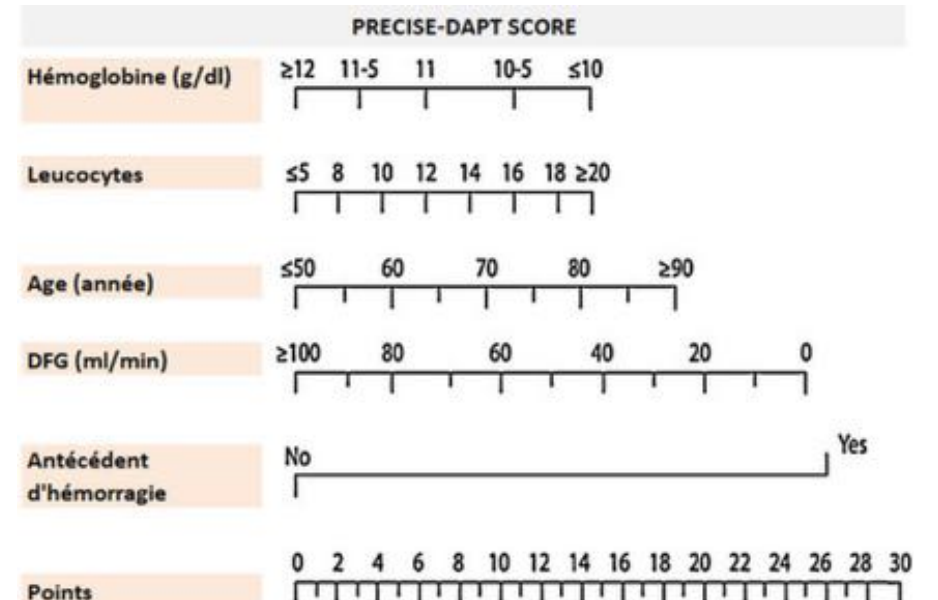 PRECISE-DAPT SCORE
Hémoglobine (g/dl)
≥12 11-5 11 10-5 ≤10
Leucocytes
≤5 8 10 12 14 16 18 ≥20
Age (année)
≤50 60 70 80 ≥90
DFG (ml/min)
≥100 80 60 40 20 0
Antécédent
d'hémorragie
No Yes
Points
0 2 4 6 8 10 12 14 16 18 20 22 24 26 28 30